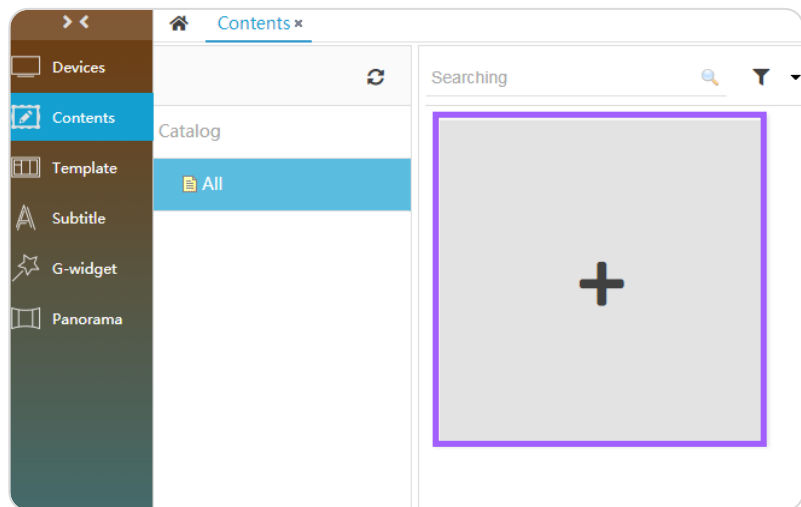 Contents
Devices
Contents
Template
Subtitle
G-widget
Panorama
Catalog
All
Searching